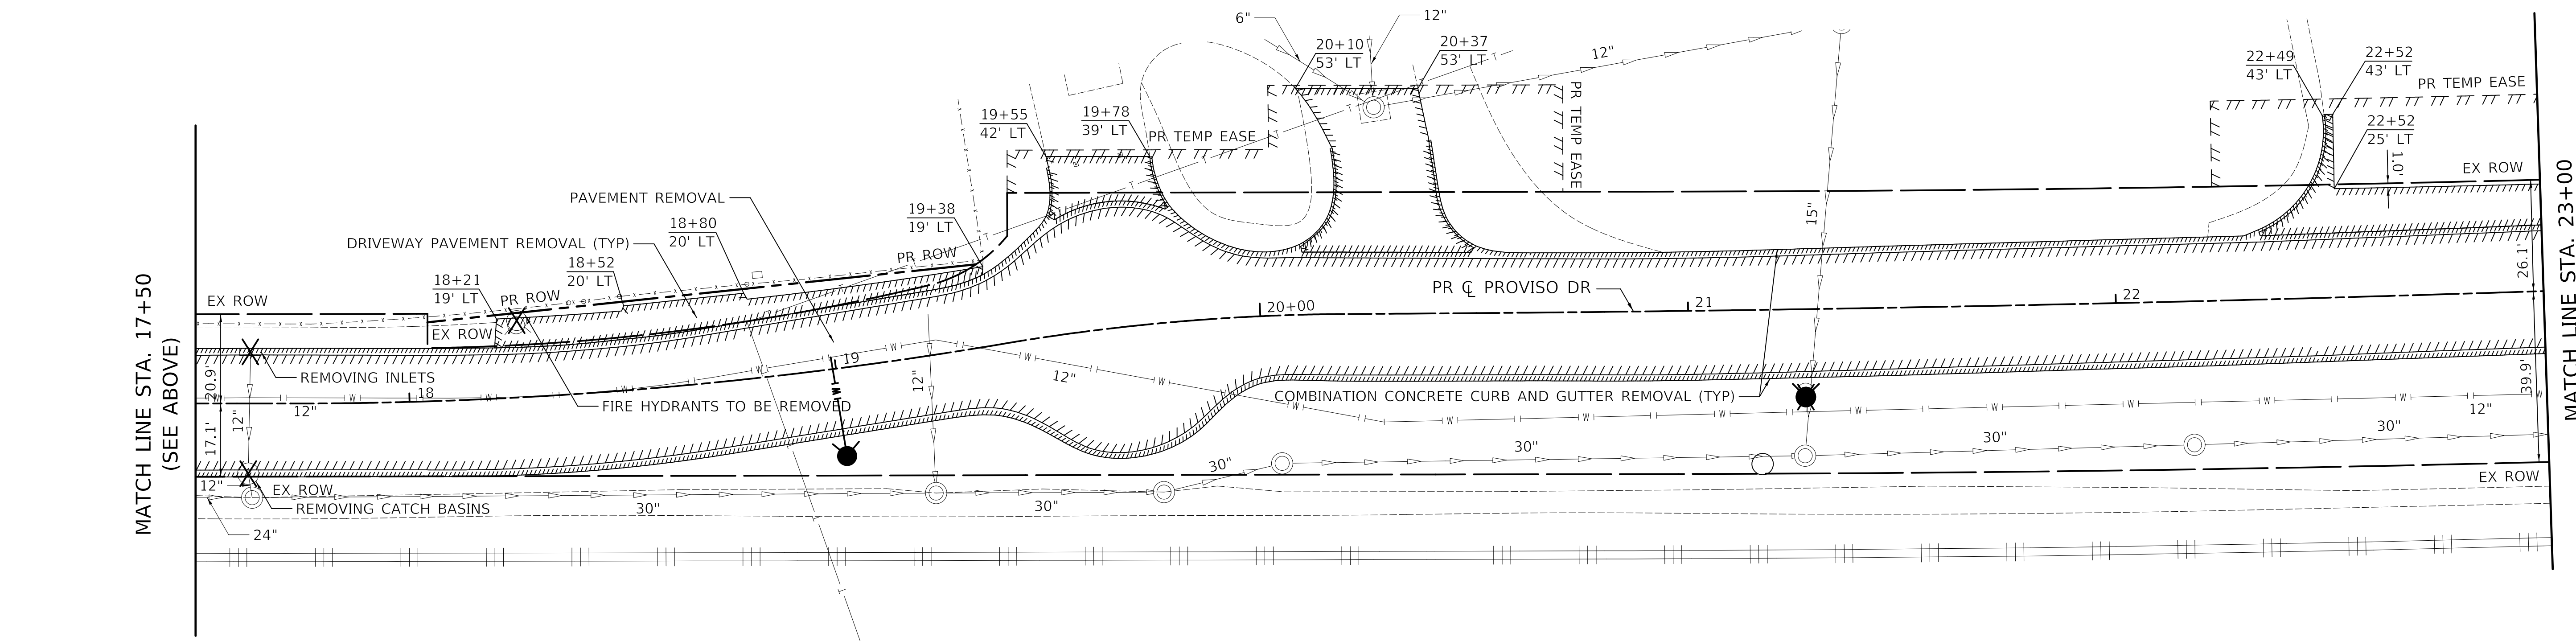 6"
12"
20+10
53' LT
20+37
53' LT
12"
22+49
43' LT
22+52
43' LT
PR TEMP EASE
PR TEMP EASE
19+55
42' LT
19+78
39' LT
PR TEMP EASE
22+52
25' LT
1.0'
EX ROW
PAVEMENT REMOVAL
18+80
20' LT
19+38
19' LT
15"
DRIVEWAY PAVEMENT REMOVAL (TYP)
18+52
20' LT
PR ROW
18+21
19' LT
PR ROW
EX ROW
EX ROW
PR ℄ PROVISO DR
26.1'
20+00
21
22
MATCH LINE STA. 17+50
(SEE ABOVE)
MATCH LINE STA. 23+00
REMOVING INLETS
20.9'
18
19
12"
12"
39.9'
FIRE HYDRANTS TO BE REMOVED
COMBINATION CONCRETE CURB AND GUTTER REMOVAL (TYP)
12"
12"
17.1'
12"
30"
30"
30"
30"
12"
EX ROW
EX ROW
REMOVING CATCH BASINS
30"
30"
24"